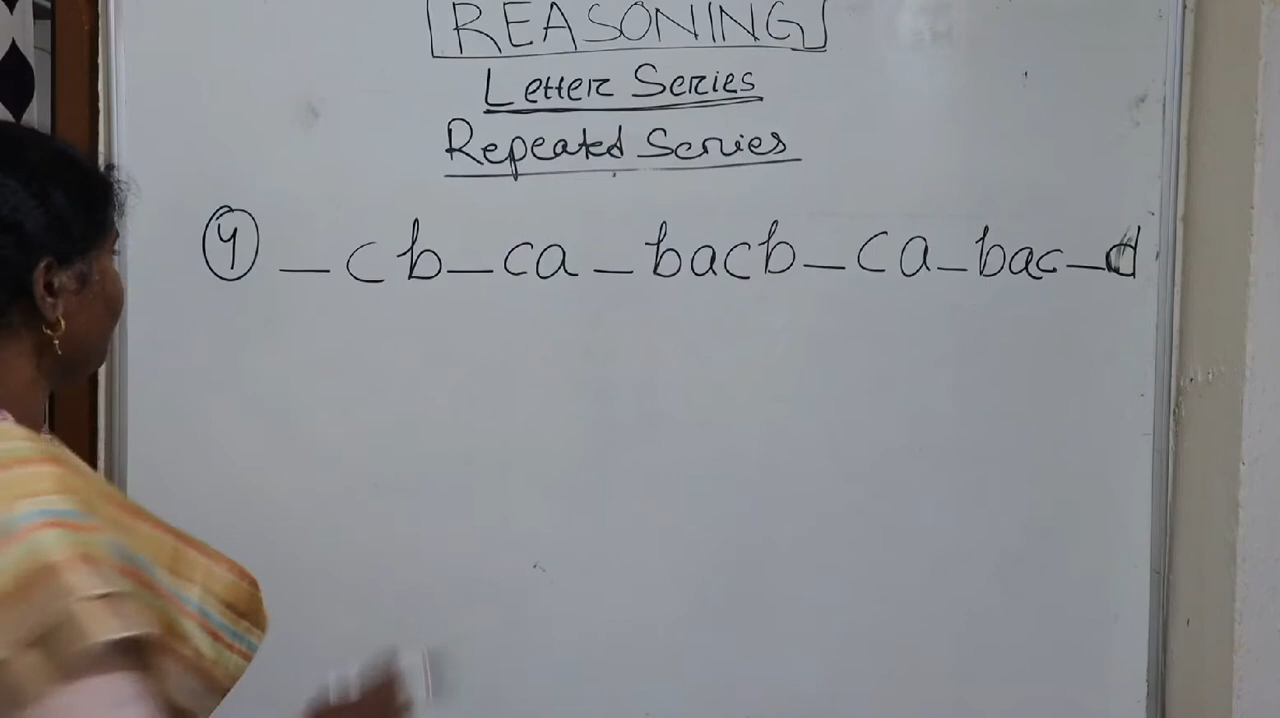 REASONING
Letter Series
Repeated Series
4 _ c b _ c a _ b a c b _ c a _ b a c _ d